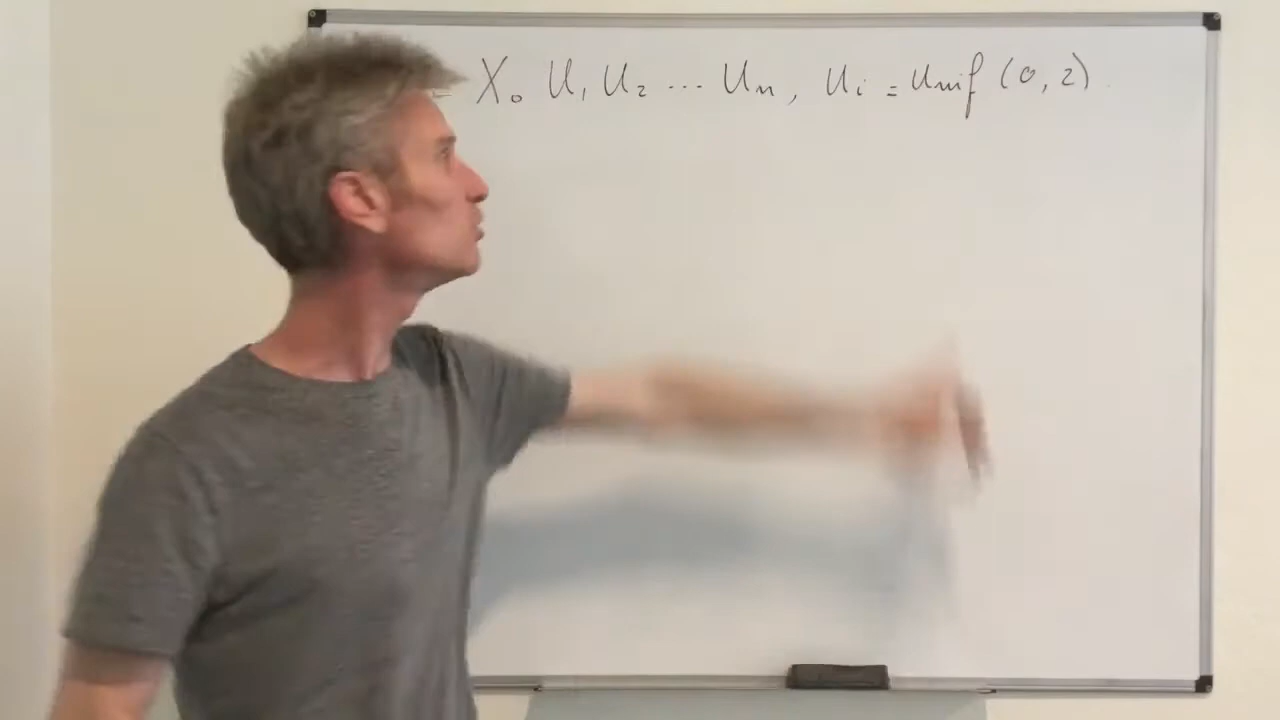 = X₀ U₁ U₂ ... Uₙ, Uᵢ = Unif (0, 2)